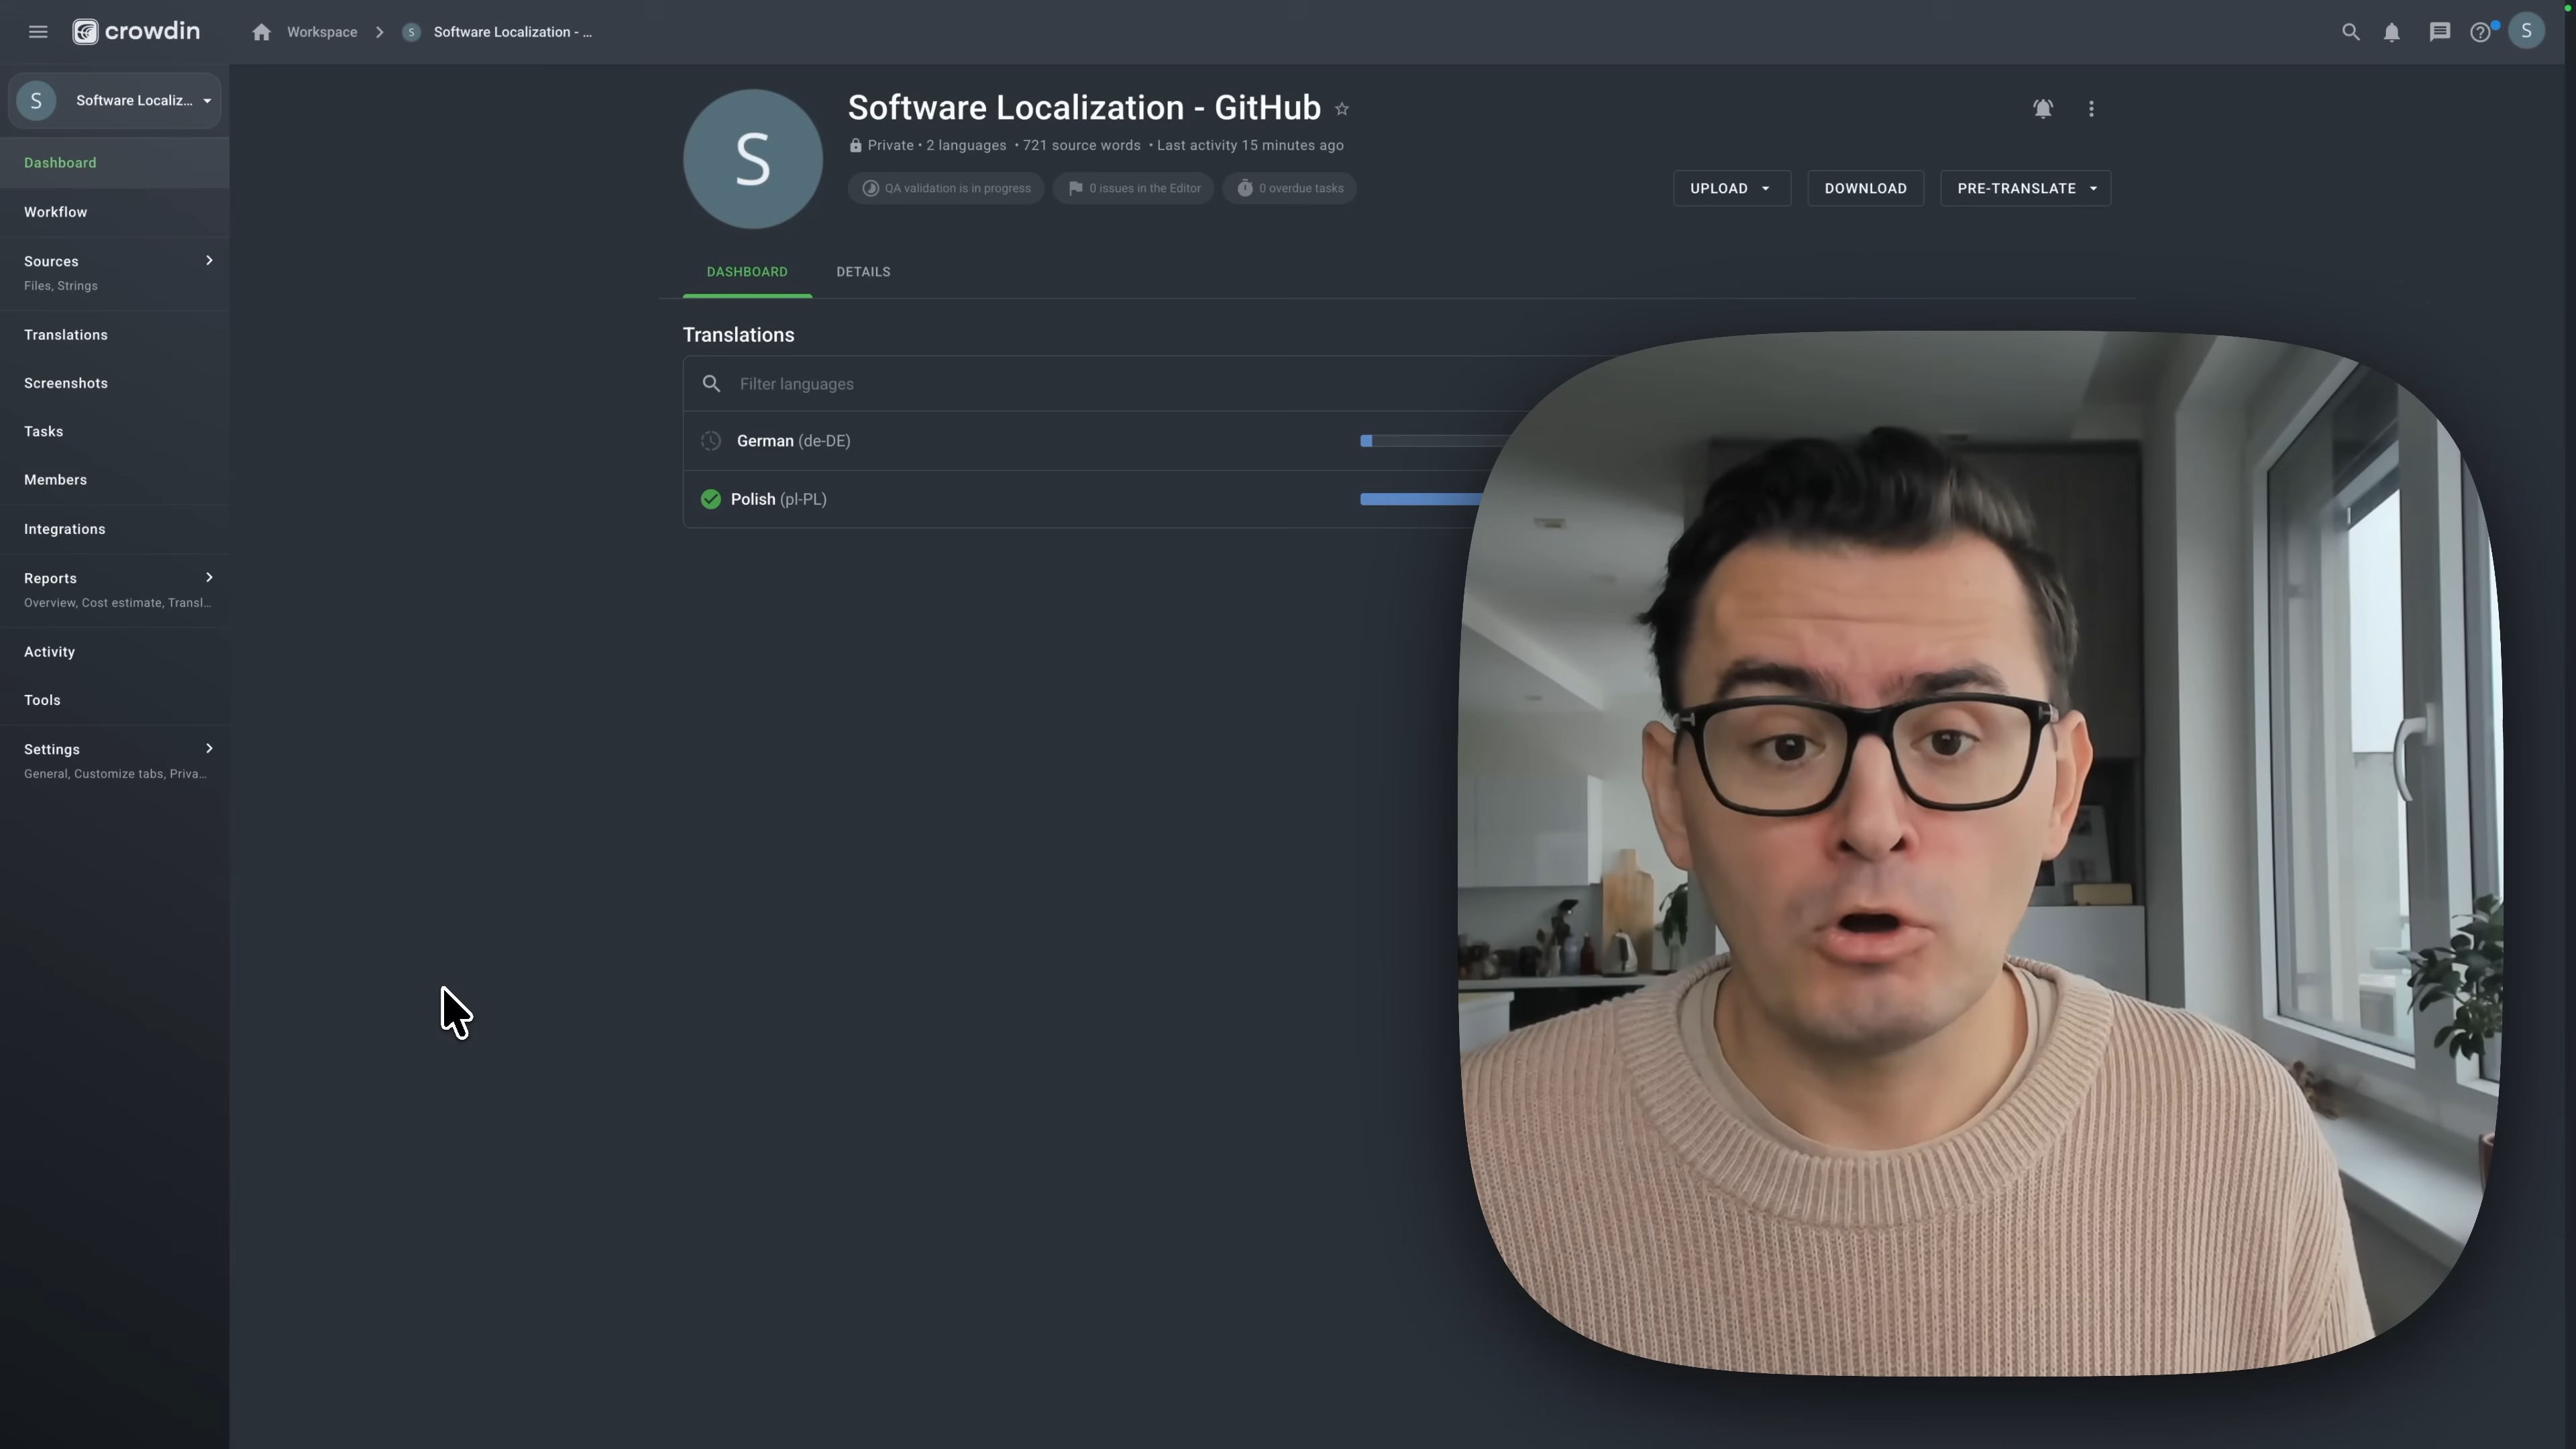 crowdin
Workspace
S
Software Localization - ...
S
S
Software Localiz...
Dashboard
Workflow
Sources
Files, Strings
Translations
Screenshots
Tasks
Members
Integrations
Reports
Overview, Cost estimate, Transl...
Activity
Tools
Settings
General, Customize tabs, Priva...
S
Software Localization - GitHub
Private • 2 languages • 721 source words • Last activity 15 minutes ago
QA validation is in progress
0 issues in the Editor
0 overdue tasks
UPLOAD
DOWNLOAD
PRE-TRANSLATE
DASHBOARD
DETAILS
Translations
Filter languages
German (de-DE)
Polish (pl-PL)